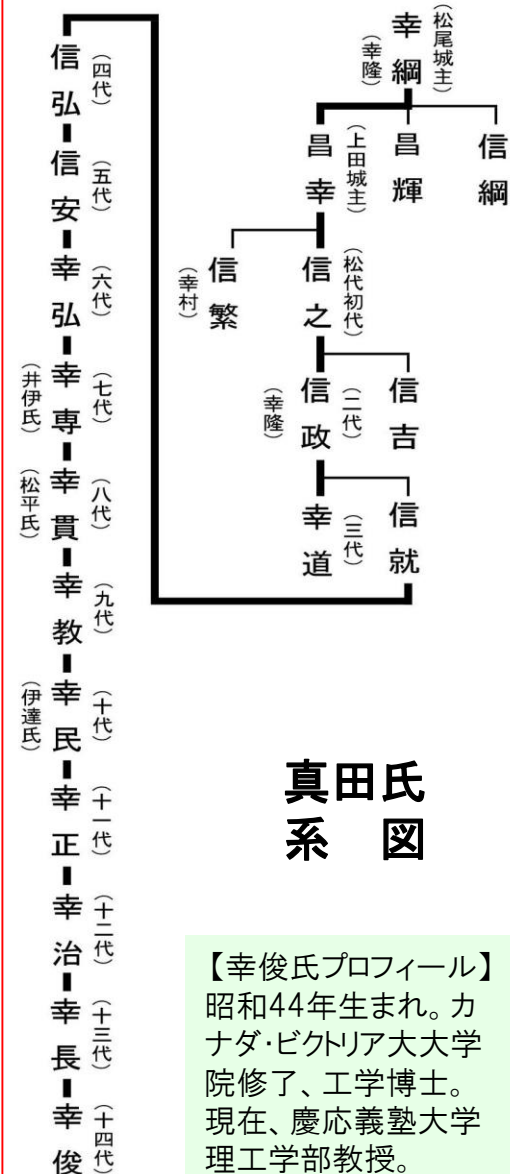 (松尾城主)
幸綱
(幸隆)
信綱
昌輝
昌幸
(上田城主)
信之
(松代初代)
信繁
(幸村)
信吉
信政
(二代)
(幸隆)
信就
幸道
(三代)
信弘
(四代)
信安
(五代)
幸弘
(六代)
幸専
(七代)
(井伊氏)
幸貫
(八代)
(松平氏)
幸教
(九代)
幸民
(十代)
(伊達氏)
幸正
(十一代)
幸治
(十二代)
幸長
(十三代)
幸俊
(十四代)
真田氏
系 図
【幸俊氏プロフィール】
昭和44年生まれ。カ
ナダ・ビクトリア大大学
院修了、工学博士。
現在、慶応義塾大学
理工学部教授。